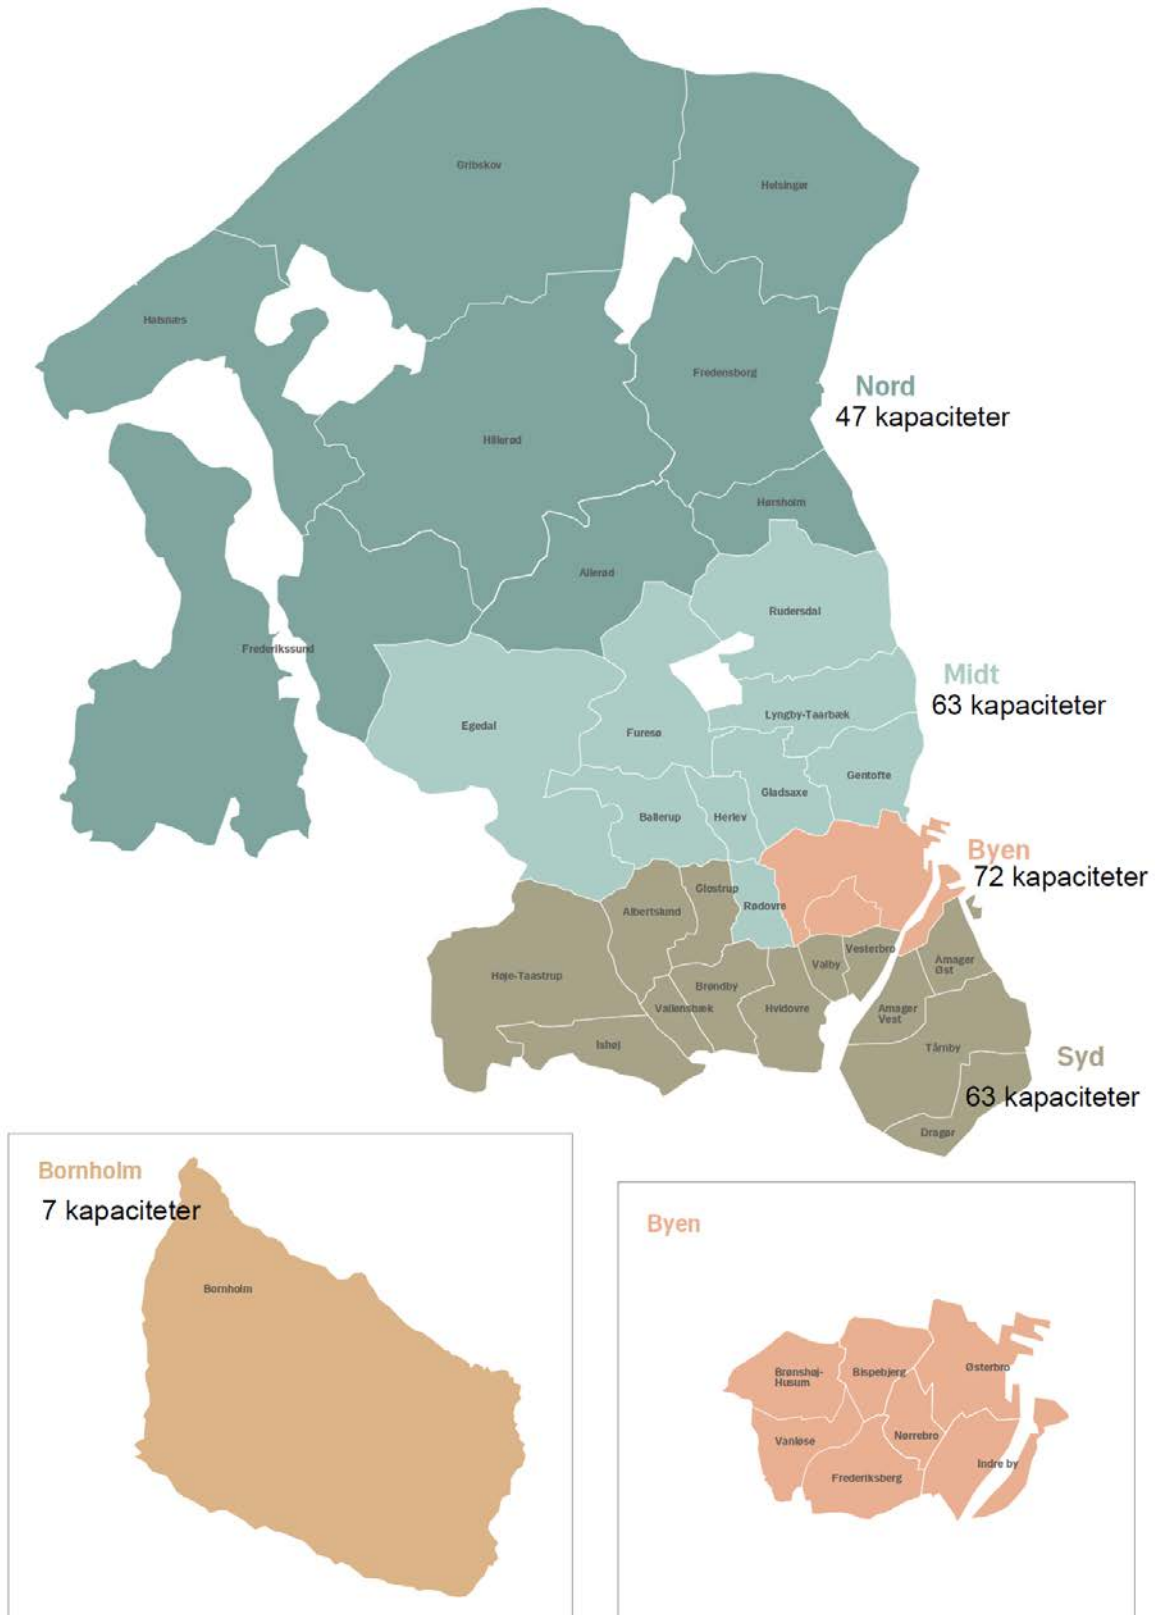 Gribskov
Helsingør
Halsnæs
Fredensborg
Nord
47 kapaciteter
Hillerød
Hørsholm
Allerød
Rudersdal
Frederikssund
Midt
63 kapaciteter
Lyngby-Taarbæk
Egedal
Furesø
Gentofte
Gladsaxe
Ballerup
Herlev
Byen
72 kapaciteter
Glostrup
Albertslund
Rødovre
Vesterbro
Valby
Amager
Øst
Høje-Taastrup
Brøndby
Vallensbæk
Hvidovre
Amager
Vest
Ishøj
Tårnby
Syd
63 kapaciteter
Dragør
Bornholm
7 kapaciteter
Bornholm
Byen
Østerbro
Brønshøj-
Husum
Bispebjerg
Nørrebro
Vanløse
Indre by
Frederiksberg